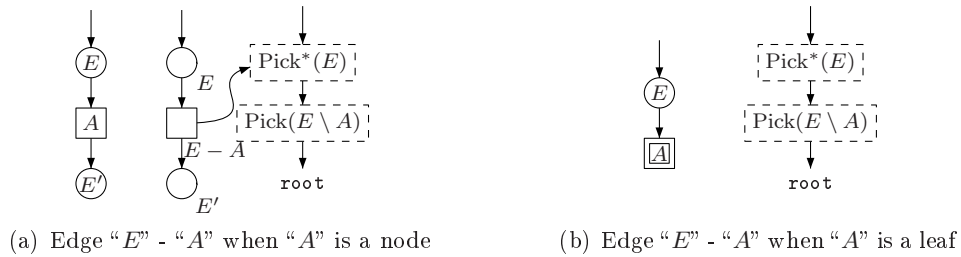 E
E
Pick*(E)
A
E − A
Pick(E \ A)
E′
E′
root
(a) Edge “E” - “A” when “A” is a node
Pick*(E)
E
Pick(E \ A)
A
root
(b) Edge “E” - “A” when “A” is a leaf